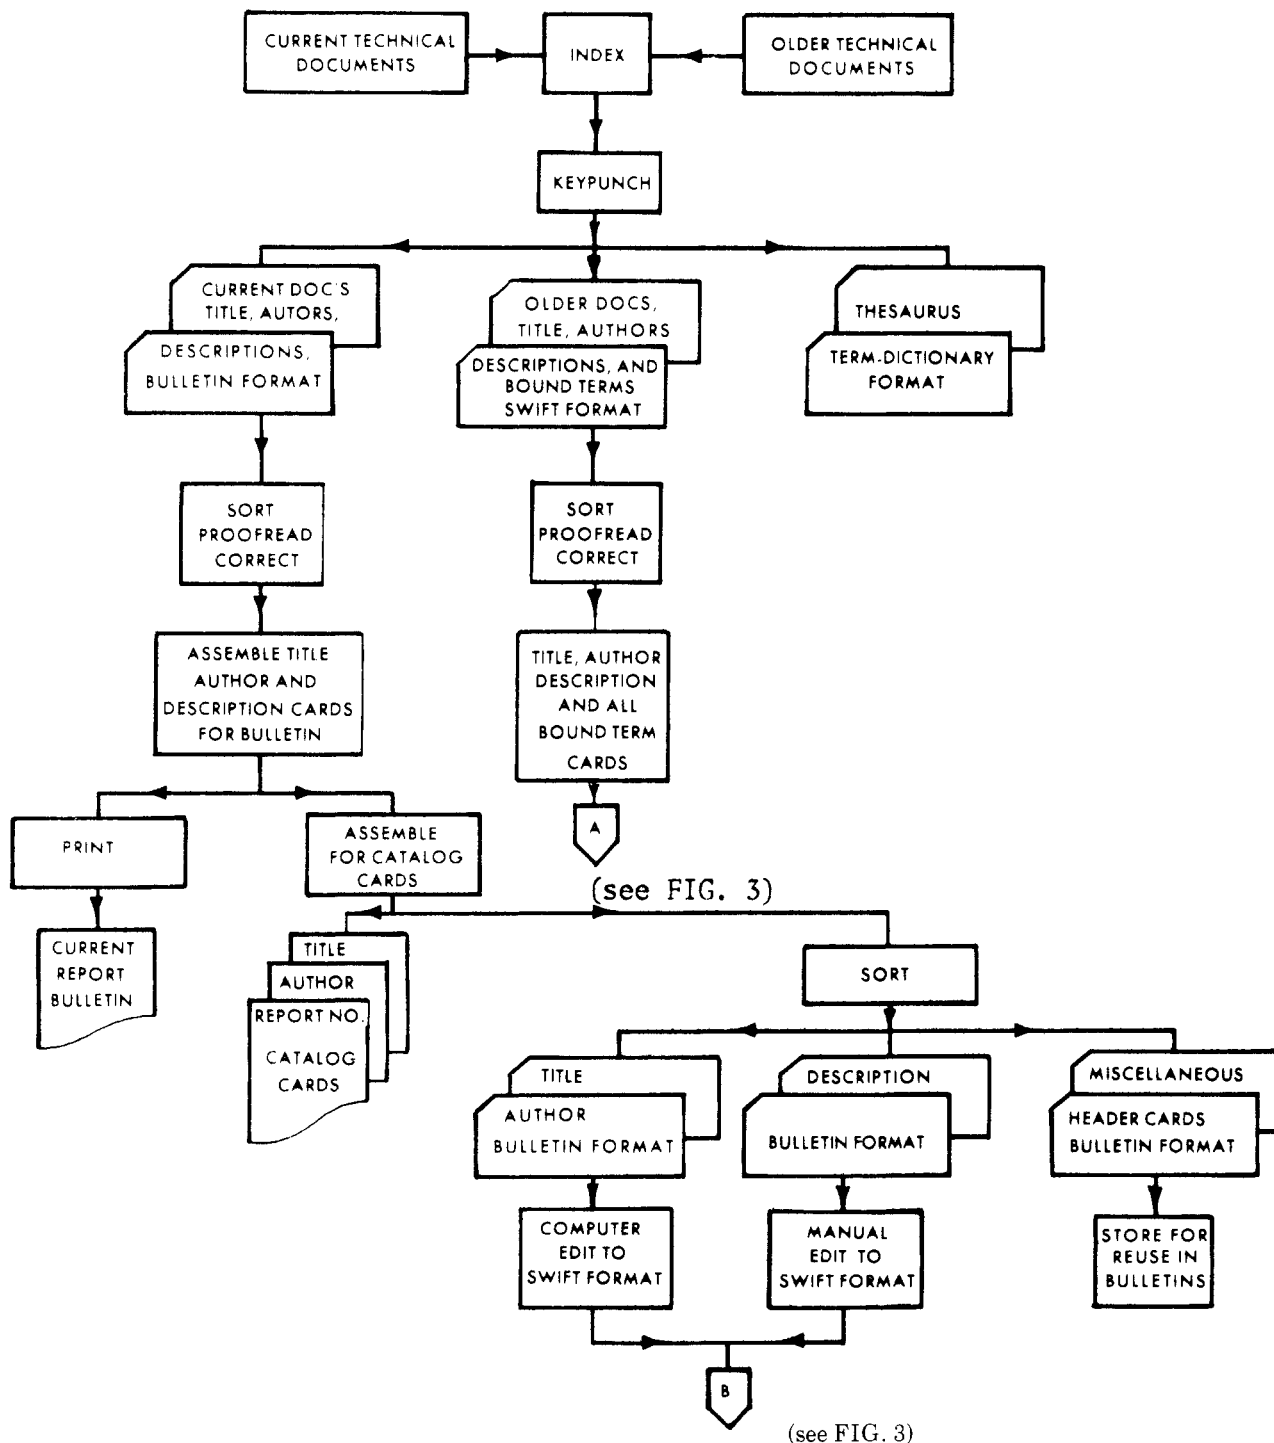 CURRENT TECHNICAL
DOCUMENTS
INDEX
OLDER TECHNICAL
DOCUMENTS
KEYPUNCH
CURRENT DOC'S
TITLE, AUTORS,
DESCRIPTIONS,
BULLETIN FORMAT
OLDER DOCS,
TITLE, AUTHORS
DESCRIPTIONS, AND
BOUND TERMS
SWIFT FORMAT
THESAURUS
TERM-DICTIONARY
FORMAT
SORT
PROOFREAD
CORRECT
SORT
PROOFREAD
CORRECT
ASSEMBLE TITLE
AUTHOR AND
DESCRIPTION CARDS
FOR BULLETIN
TITLE, AUTHOR
DESCRIPTION
AND ALL
BOUND TERM
CARDS
PRINT
ASSEMBLE
FOR CATALOG
CARDS
A
(see FIG. 3)
CURRENT
REPORT
BULLETIN
TITLE
AUTHOR
REPORT NO.
CATALOG
CARDS
SORT
TITLE
AUTHOR
BULLETIN FORMAT
DESCRIPTION
BULLETIN FORMAT
MISCELLANEOUS
HEADER CARDS
BULLETIN FORMAT
COMPUTER
EDIT TO
SWIFT FORMAT
MANUAL
EDIT TO
SWIFT FORMAT
STORE FOR
REUSE IN
BULLETINS
B
(see FIG. 3)